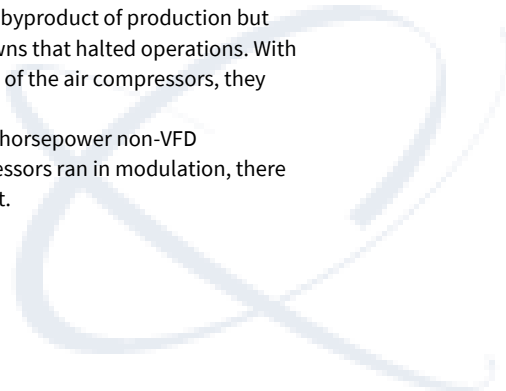 byproduct of production but
wns that halted operations. With
of the air compressors, they
horsepower non-VFD
essors ran in modulation, there
t.